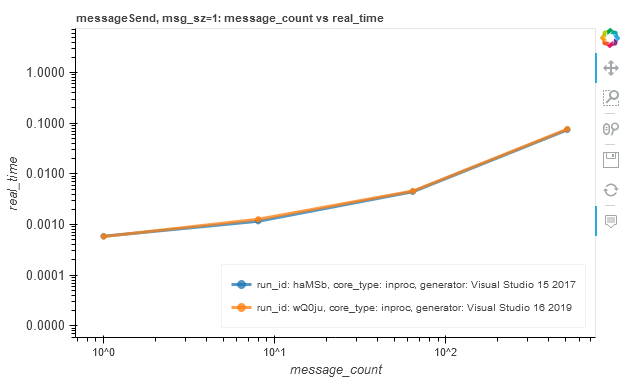 messageSend, msg_sz=1: message_count vs real_time
1.0000
0.1000
0.0100
0.0010
0.0001
0.0000
real_time
run_id: haMSb, core_type: inproc, generator: Visual Studio 15 2017
run_id: wQ0ju, core_type: inproc, generator: Visual Studio 16 2019
10^0
10^1
10^2
message_count